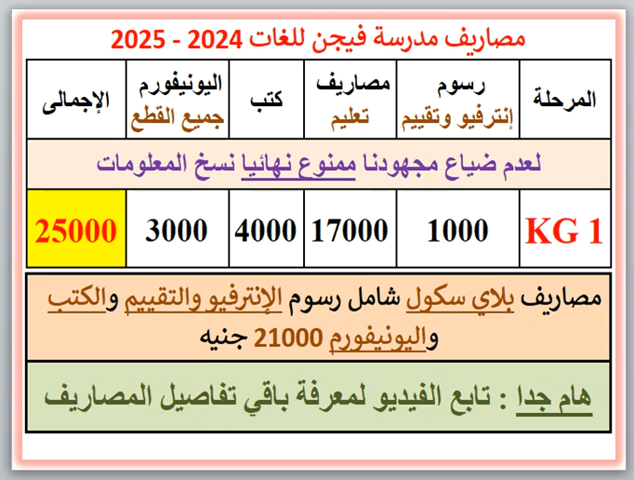 مصاريف مدرسة فيجن للغات 2024 - 2025
المرحلة رسوم إنترفيو وتقييم مصاريف تعليم كتب اليونيفورم جميع القطع الإجمالى
لعدم ضياع مجهودنا ممنوع نهائيا نسخ المعلومات
KG 1 1000 17000 4000 3000 25000
مصاريف بلاي سكول شامل رسوم الإنترفيو والتقييم والكتب
واليونيفورم 21000 جنيه
هام جدا : تابع الفيديو لمعرفة باقي تفاصيل المصاريف